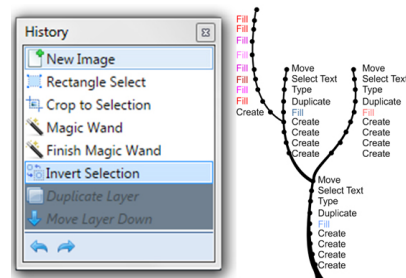 History
New Image
Rectangle Select
Crop to Selection
Magic Wand
Finish Magic Wand
Invert Selection
Duplicate Layer
Move Layer Down
Fill
Fill
Fill
Fill
Fill
Fill
Fill
Fill
Fill
Create
Move
Select Text
Type
Duplicate
Fill
Create
Create
Create
Create
Move
Select Text
Type
Duplicate
Fill
Create
Create
Create
Create
Move
Select Text
Type
Duplicate
Fill
Create
Create
Create
Create